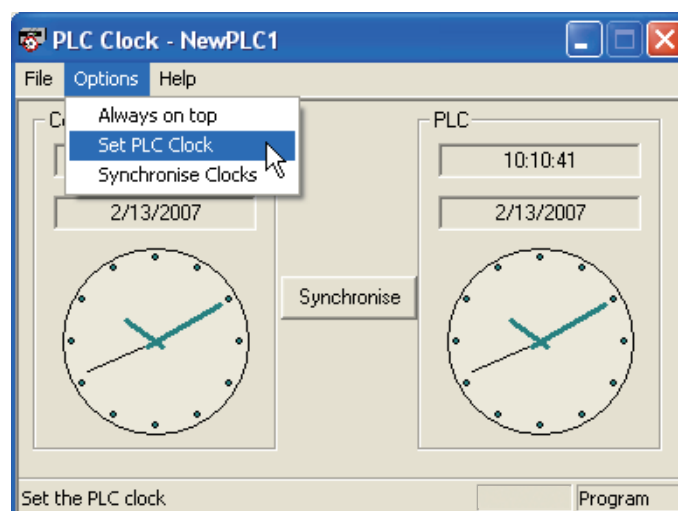 PLC Clock - NewPLC1
File Options Help
Always on top
Set PLC Clock
Synchronise Clocks
PLC
10:10:41
2/13/2007
2/13/2007
Synchronise
Set the PLC clock
Program